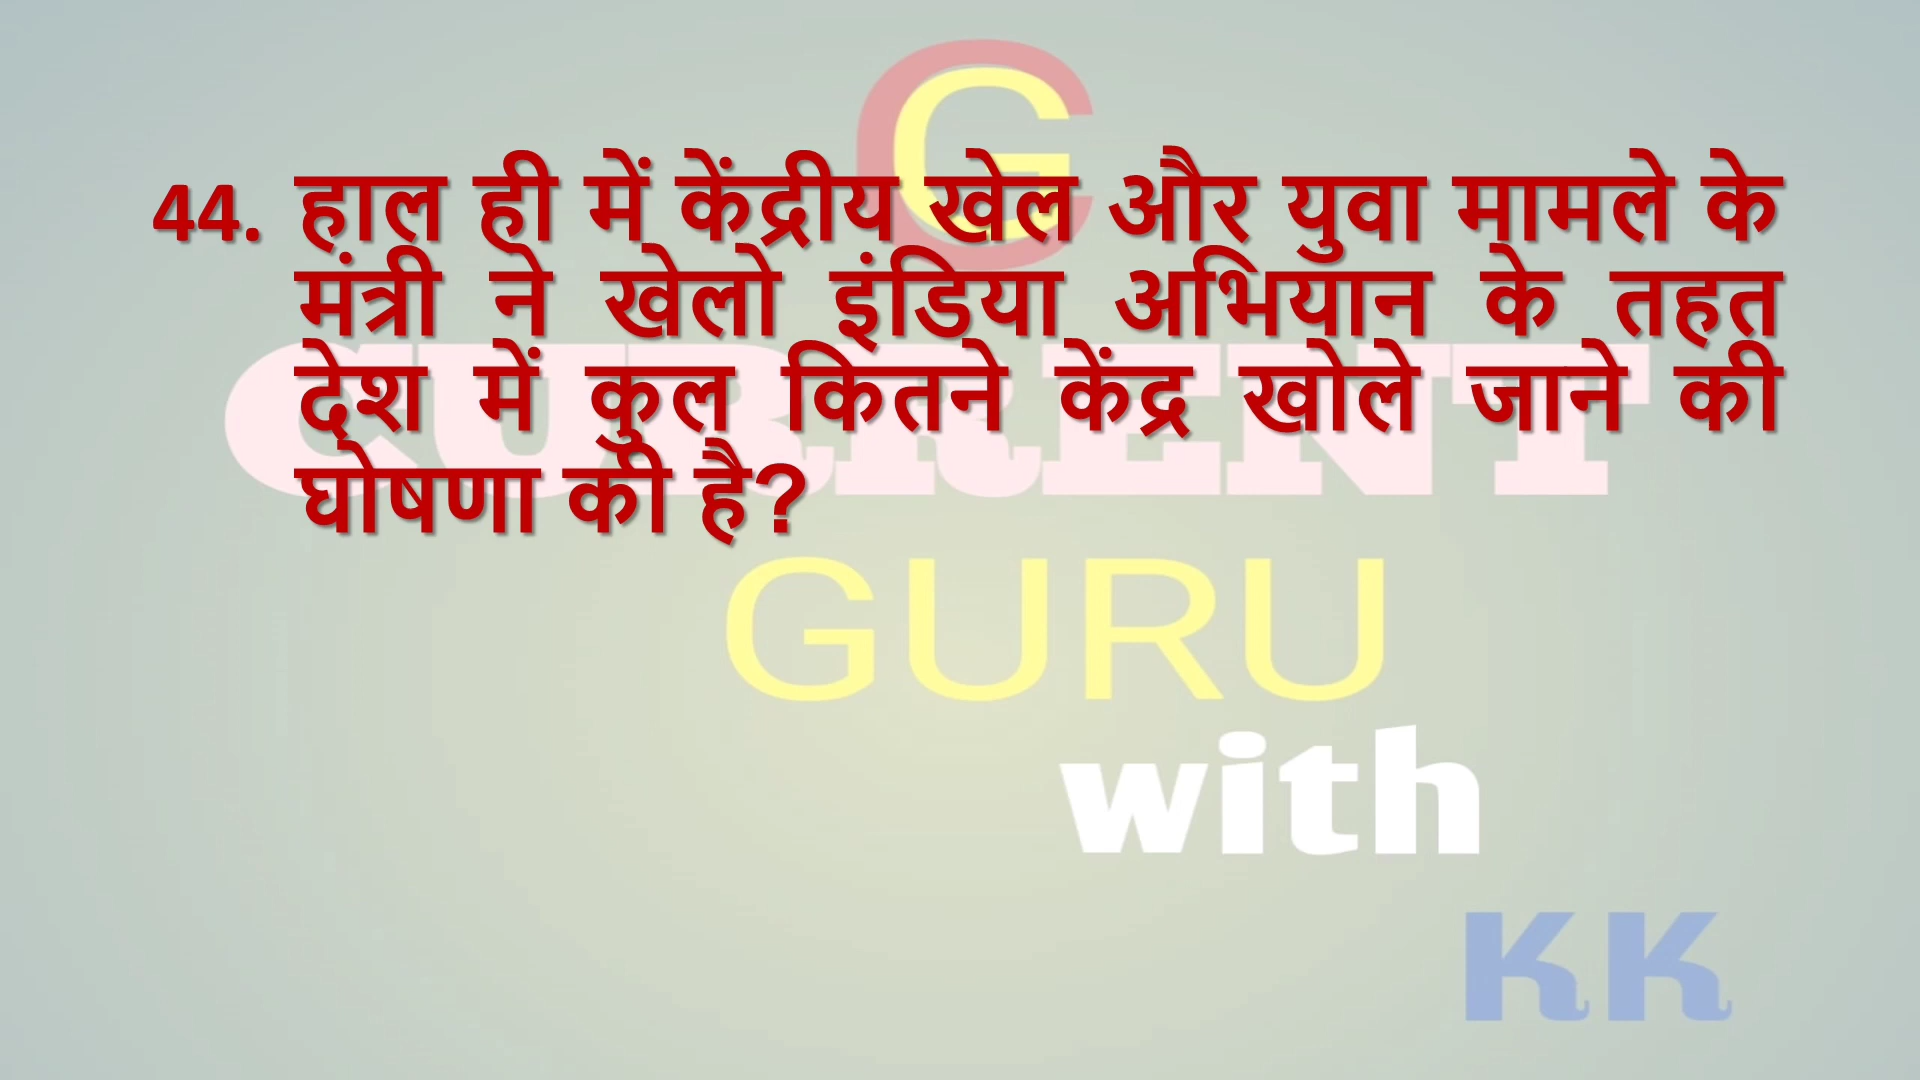 G
44. हाल ही में केंद्रीय खेल और युवा मामले के
मंत्री ने खेलो इंडिया अभियान के तहत
देश में कुल कितने केंद्र खोले जाने की
घोषणा की है?
CURRENT
GURU
with
KK